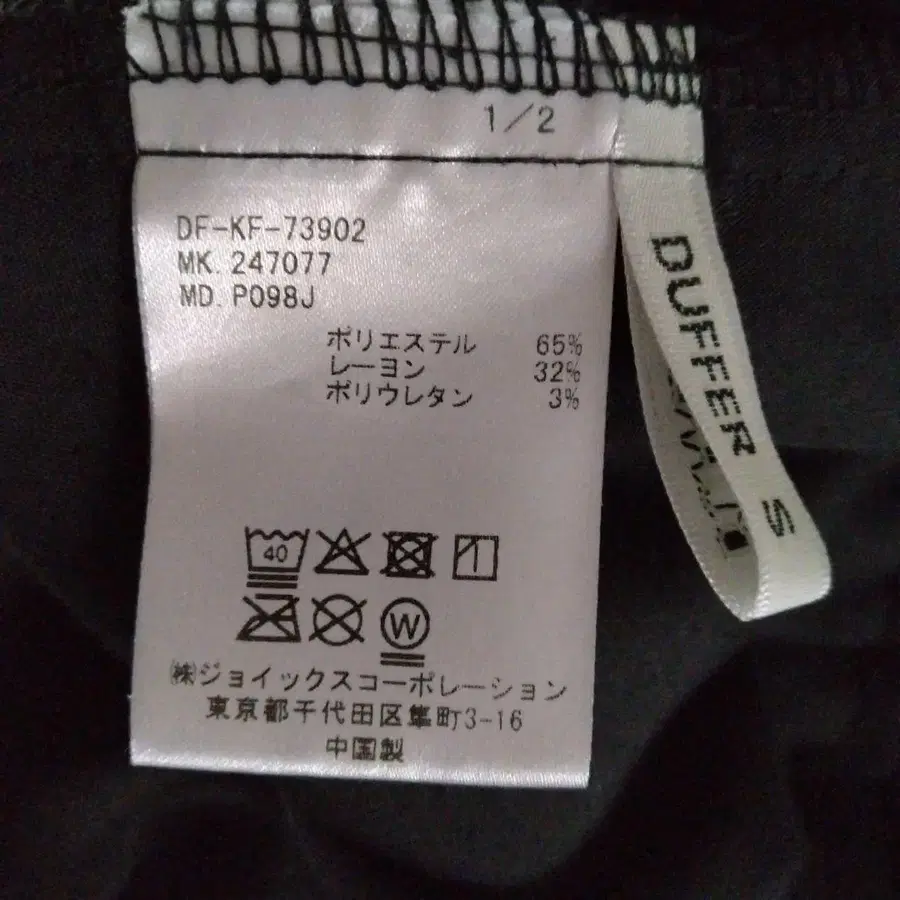 1/2
DF-KF-73902
MK. 247077
MD. P098J
ポリエステル 65%
レーヨン 32%
ポリウレタン 3%
40
W
㈱ジョイックスコーポレーション
東京都千代田区隼町3-16
中国製
DUFFER
S